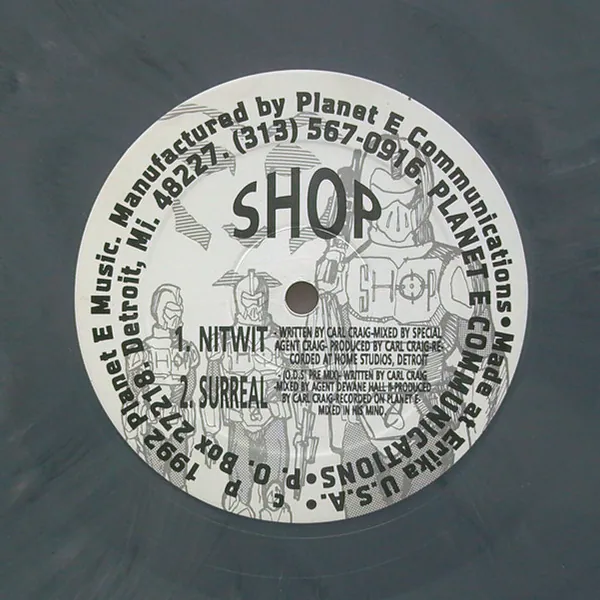 P 1992 Planet E Music. Manufactured by Planet E Communications • Made at Erika U.S.A. •
c P. O. Box 27218. Detroit, Mi. 48227. (313) 567-0916. PLANET E COMMUNICATIONS •
SHOP
SHOP
1. NITWIT - WRITTEN BY CARL CRAIG-MIXED BY SPECIAL
AGENT CRAIG- PRODUCED BY CARL CRAIG-RE-
CORDED AT HOME STUDIOS, DETROIT
2. SURREAL - (O.D.S. PRE MIX)- WRITTEN BY CARL CRAIG
-MIXED BY AGENT DEWANE HALL II-PRODUCED
BY CARL CRAIG-RECORDED ON PLANET E-
MIXED IN HIS MIND.